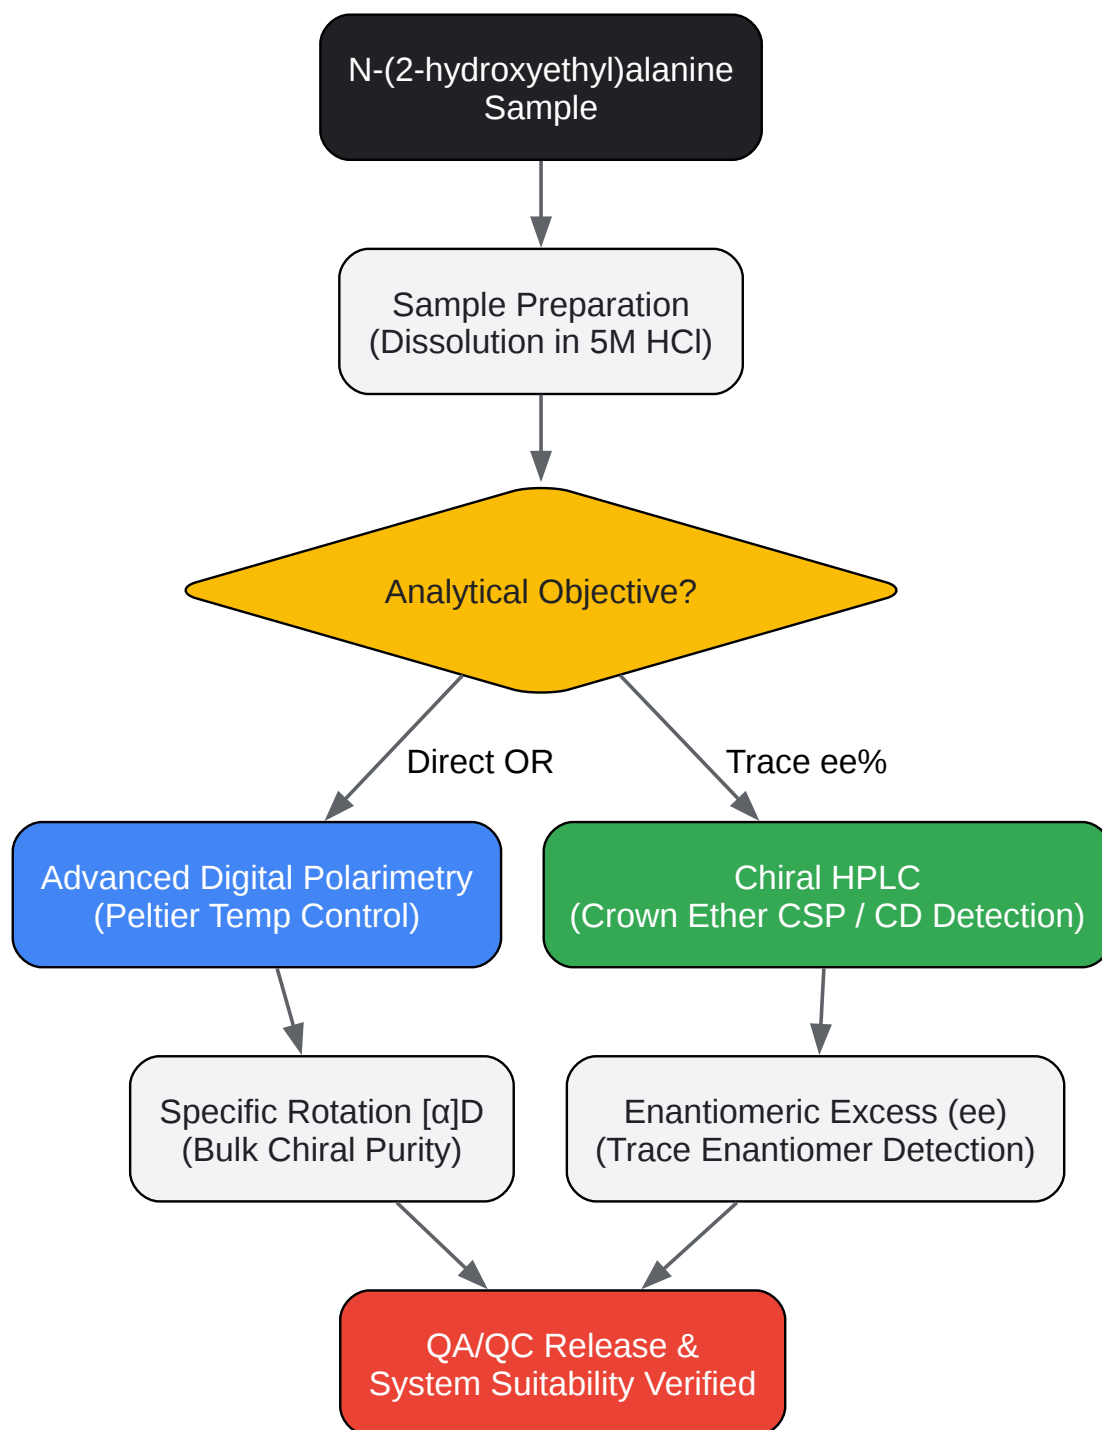 N-(2-hydroxyethyl)alanine
Sample
Sample Preparation
(Dissolution in 5M HCl)
Analytical Objective?
Direct OR
Trace ee%
Advanced Digital Polarimetry
(Peltier Temp Control)
Chiral HPLC
(Crown Ether CSP / CD Detection)
Specific Rotation [α]D
(Bulk Chiral Purity)
Enantiomeric Excess (ee)
(Trace Enantiomer Detection)
QA/QC Release &
System Suitability Verified